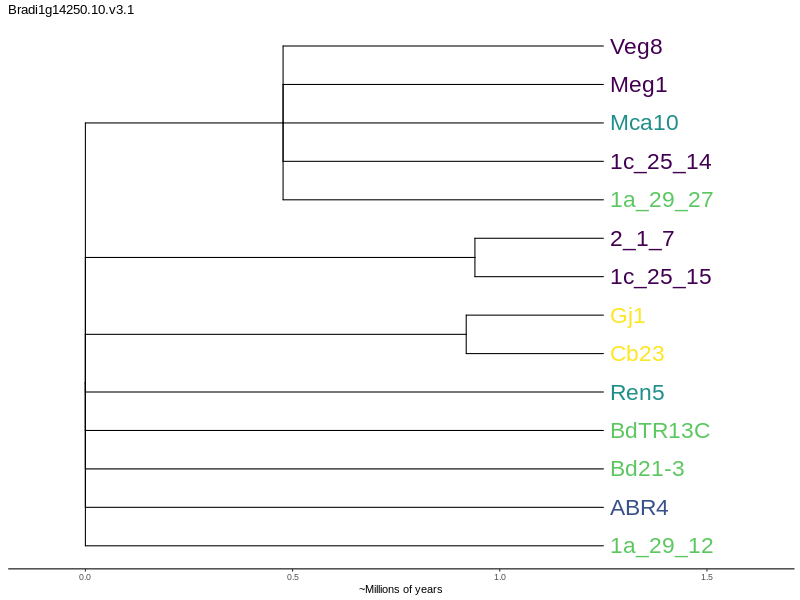 Bradi1g14250.10.v3.1
Veg8
Meg1
Mca10
1c_25_14
1a_29_27
2_1_7
1c_25_15
Gj1
Cb23
Ren5
BdTR13C
Bd21-3
ABR4
1a_29_12
0.0 0.5 1.0 1.5
~Millions of years